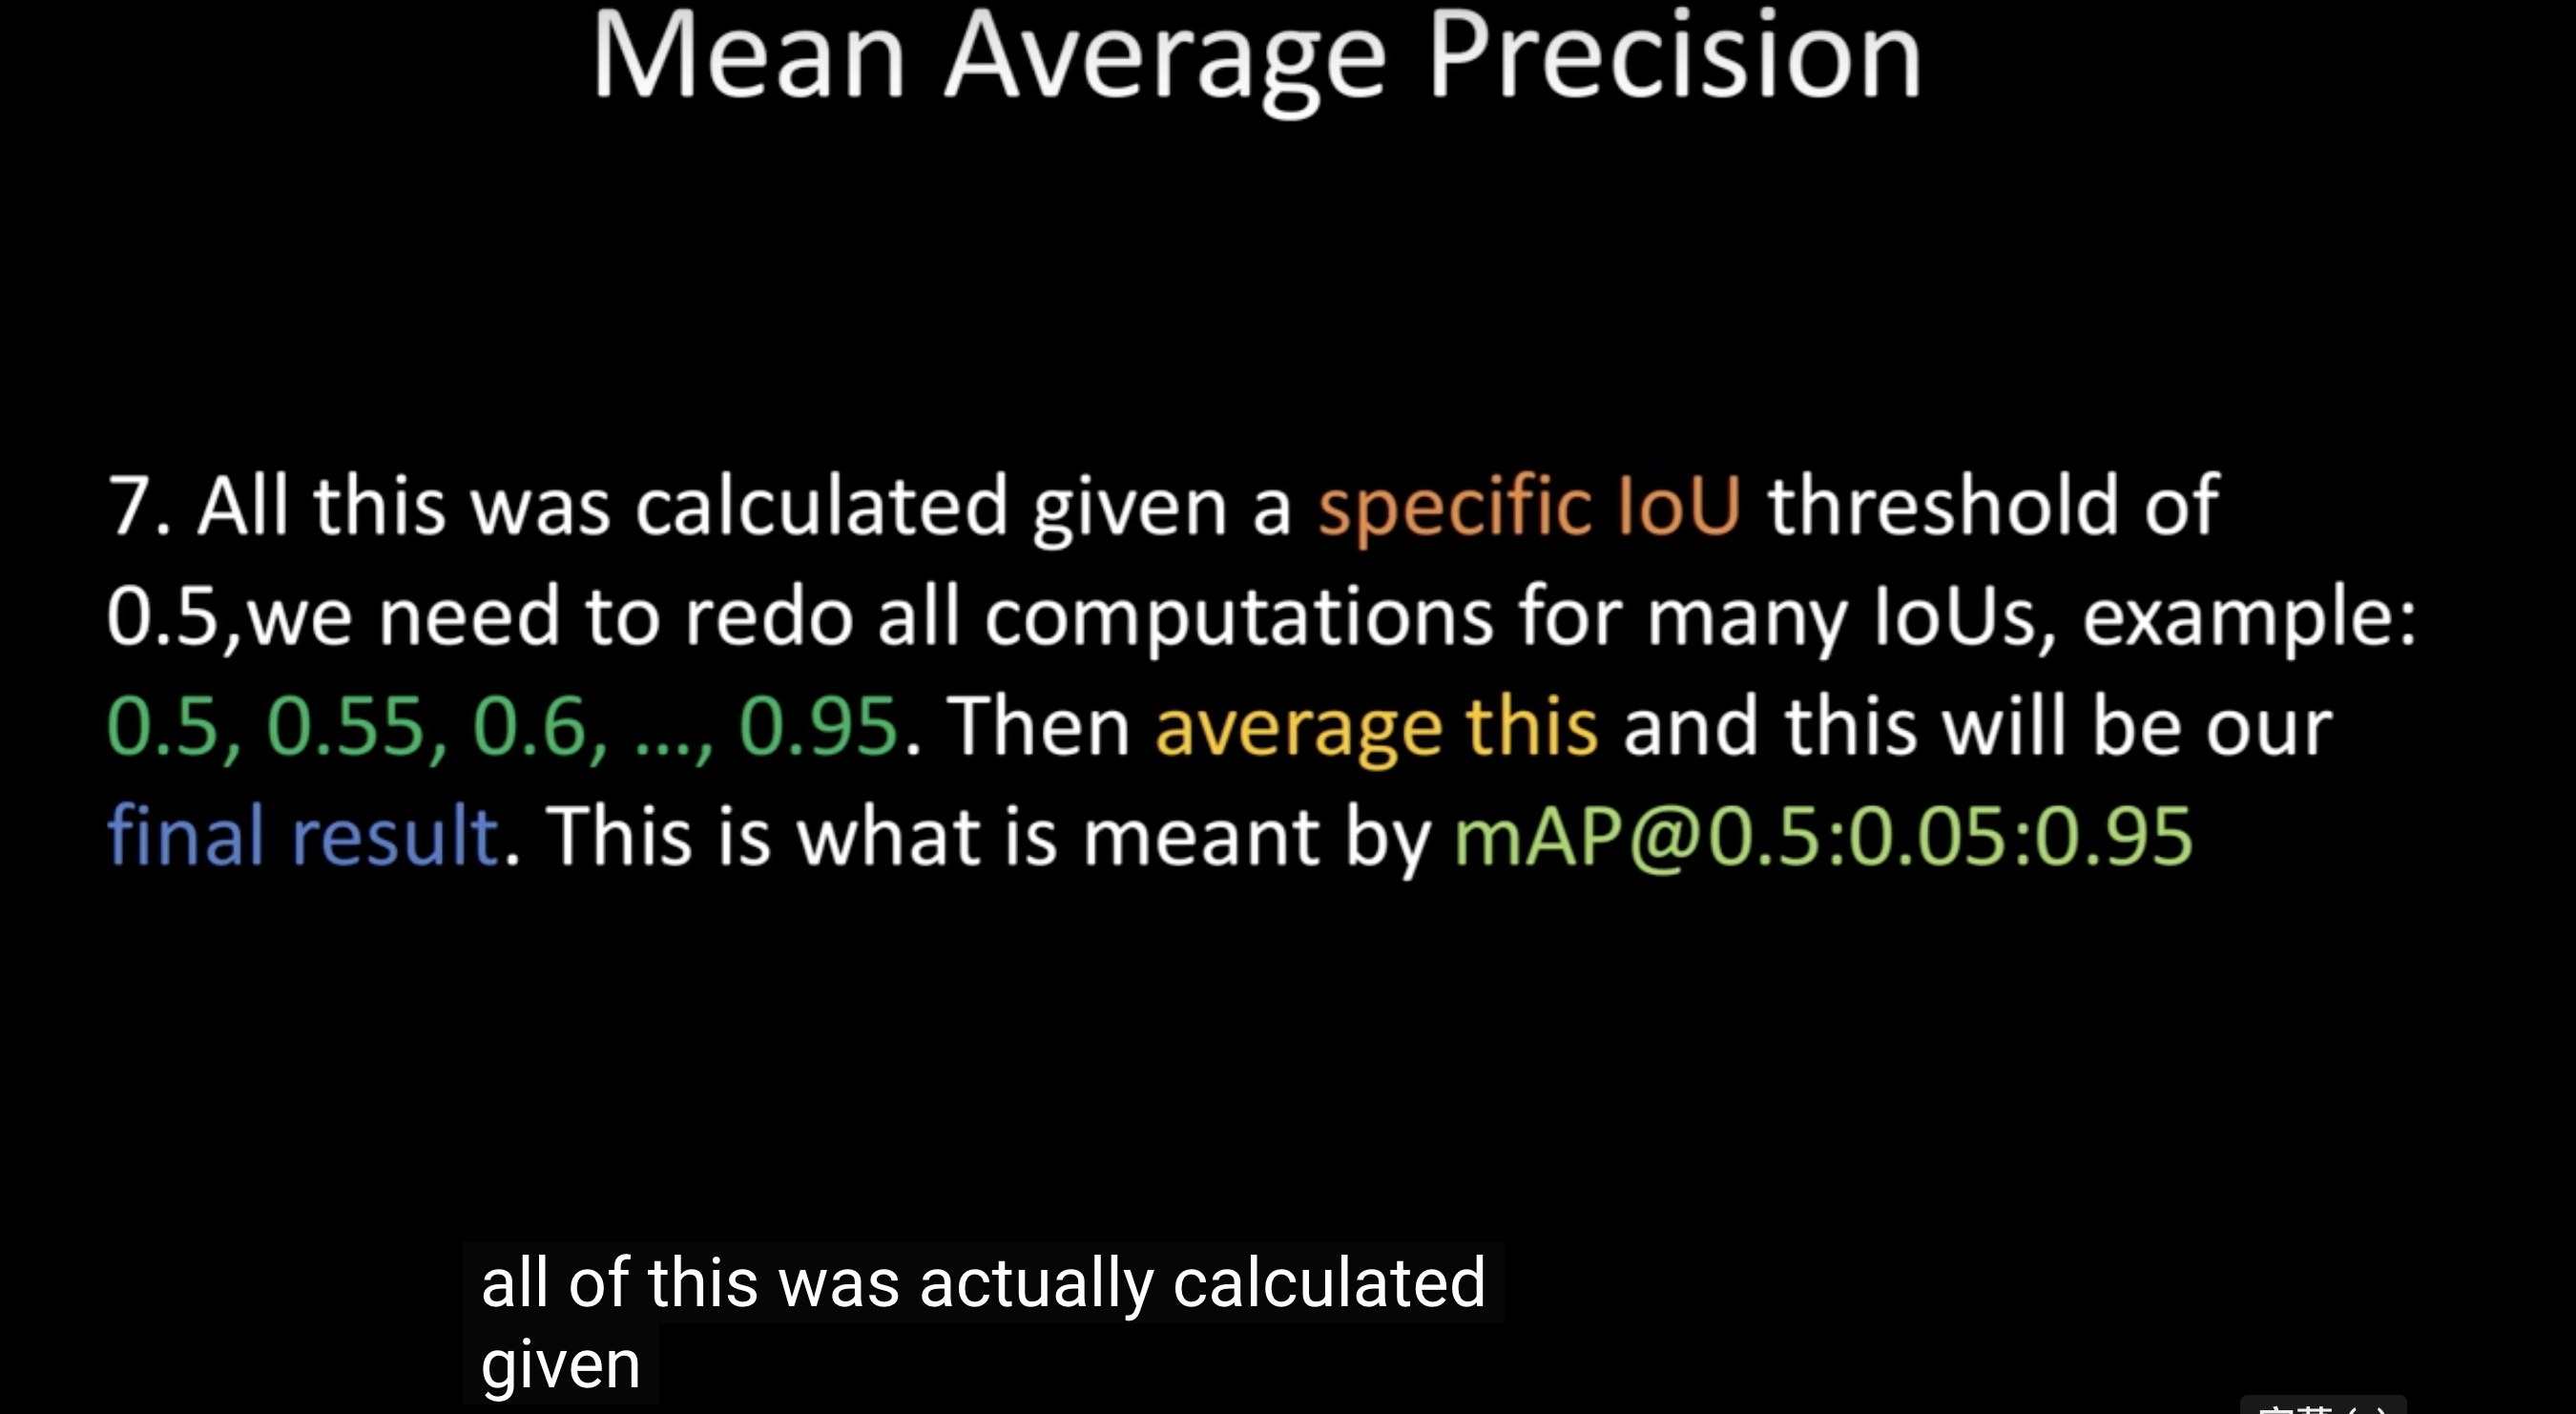 Mean Average Precision
7. All this was calculated given a specific IoU threshold of
0.5,we need to redo all computations for many IoUs, example:
0.5, 0.55, 0.6, ..., 0.95. Then average this and this will be our
final result. This is what is meant by mAP@0.5:0.05:0.95
all of this was actually calculated
given